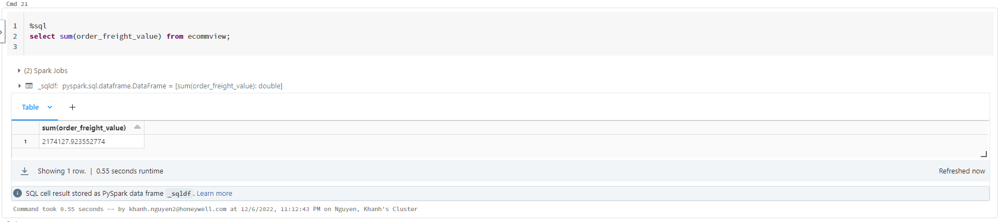 Cmd 21
1 %sql
2 select sum(order_freight_value) from ecommview;
3
(2) Spark Jobs
_sqldf: pyspark.sql.dataframe.DataFrame = [sum(order_freight_value): double]
Table +
sum(order_freight_value)
1 2174127.923552774
Showing 1 row. | 0.55 seconds runtime Refreshed now
SQL cell result stored as PySpark data frame _sqldf. Learn more
Command took 0.55 seconds -- by khanh.nguyen2@honeywell.com at 12/6/2022, 11:12:43 PM on Nguyen, Khanh's Cluster